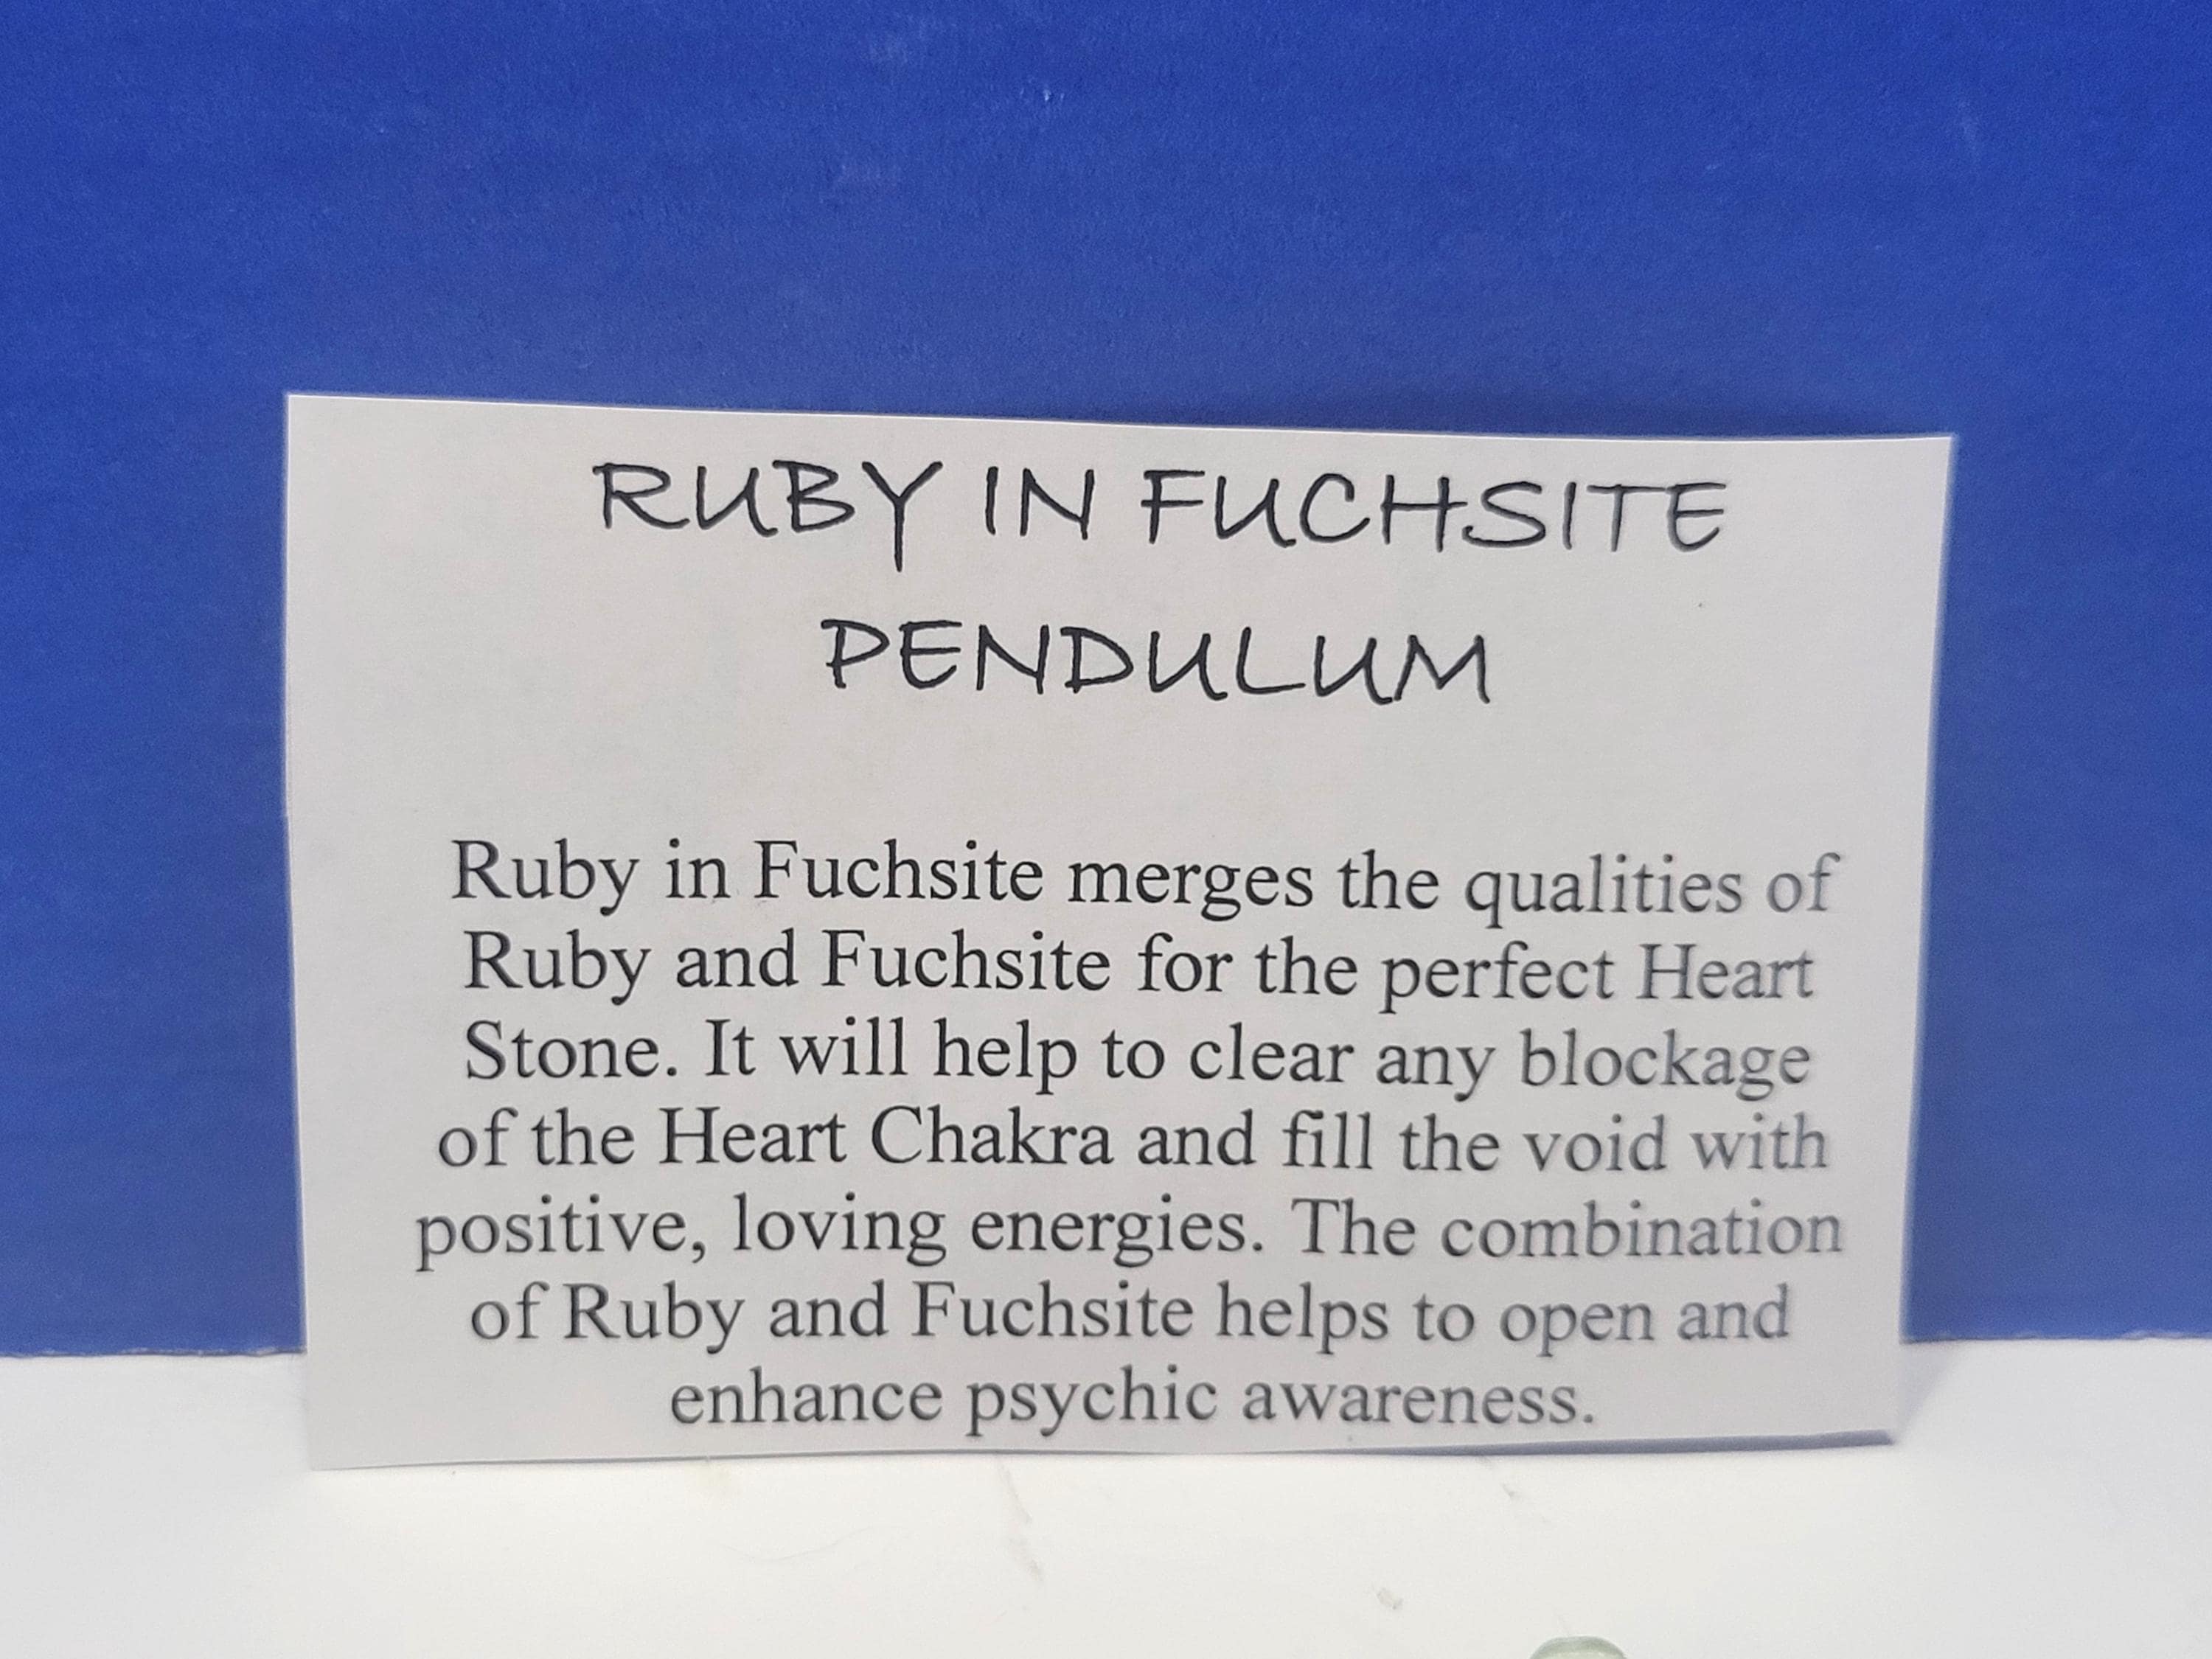 RUBY IN FUCHSITE
PENDULUM
Ruby in Fuchsite merges the qualities of
Ruby and Fuchsite for the perfect Heart
Stone. It will help to clear any blockage
of the Heart Chakra and fill the void with
positive, loving energies. The combination
of Ruby and Fuchsite helps to open and
enhance psychic awareness.